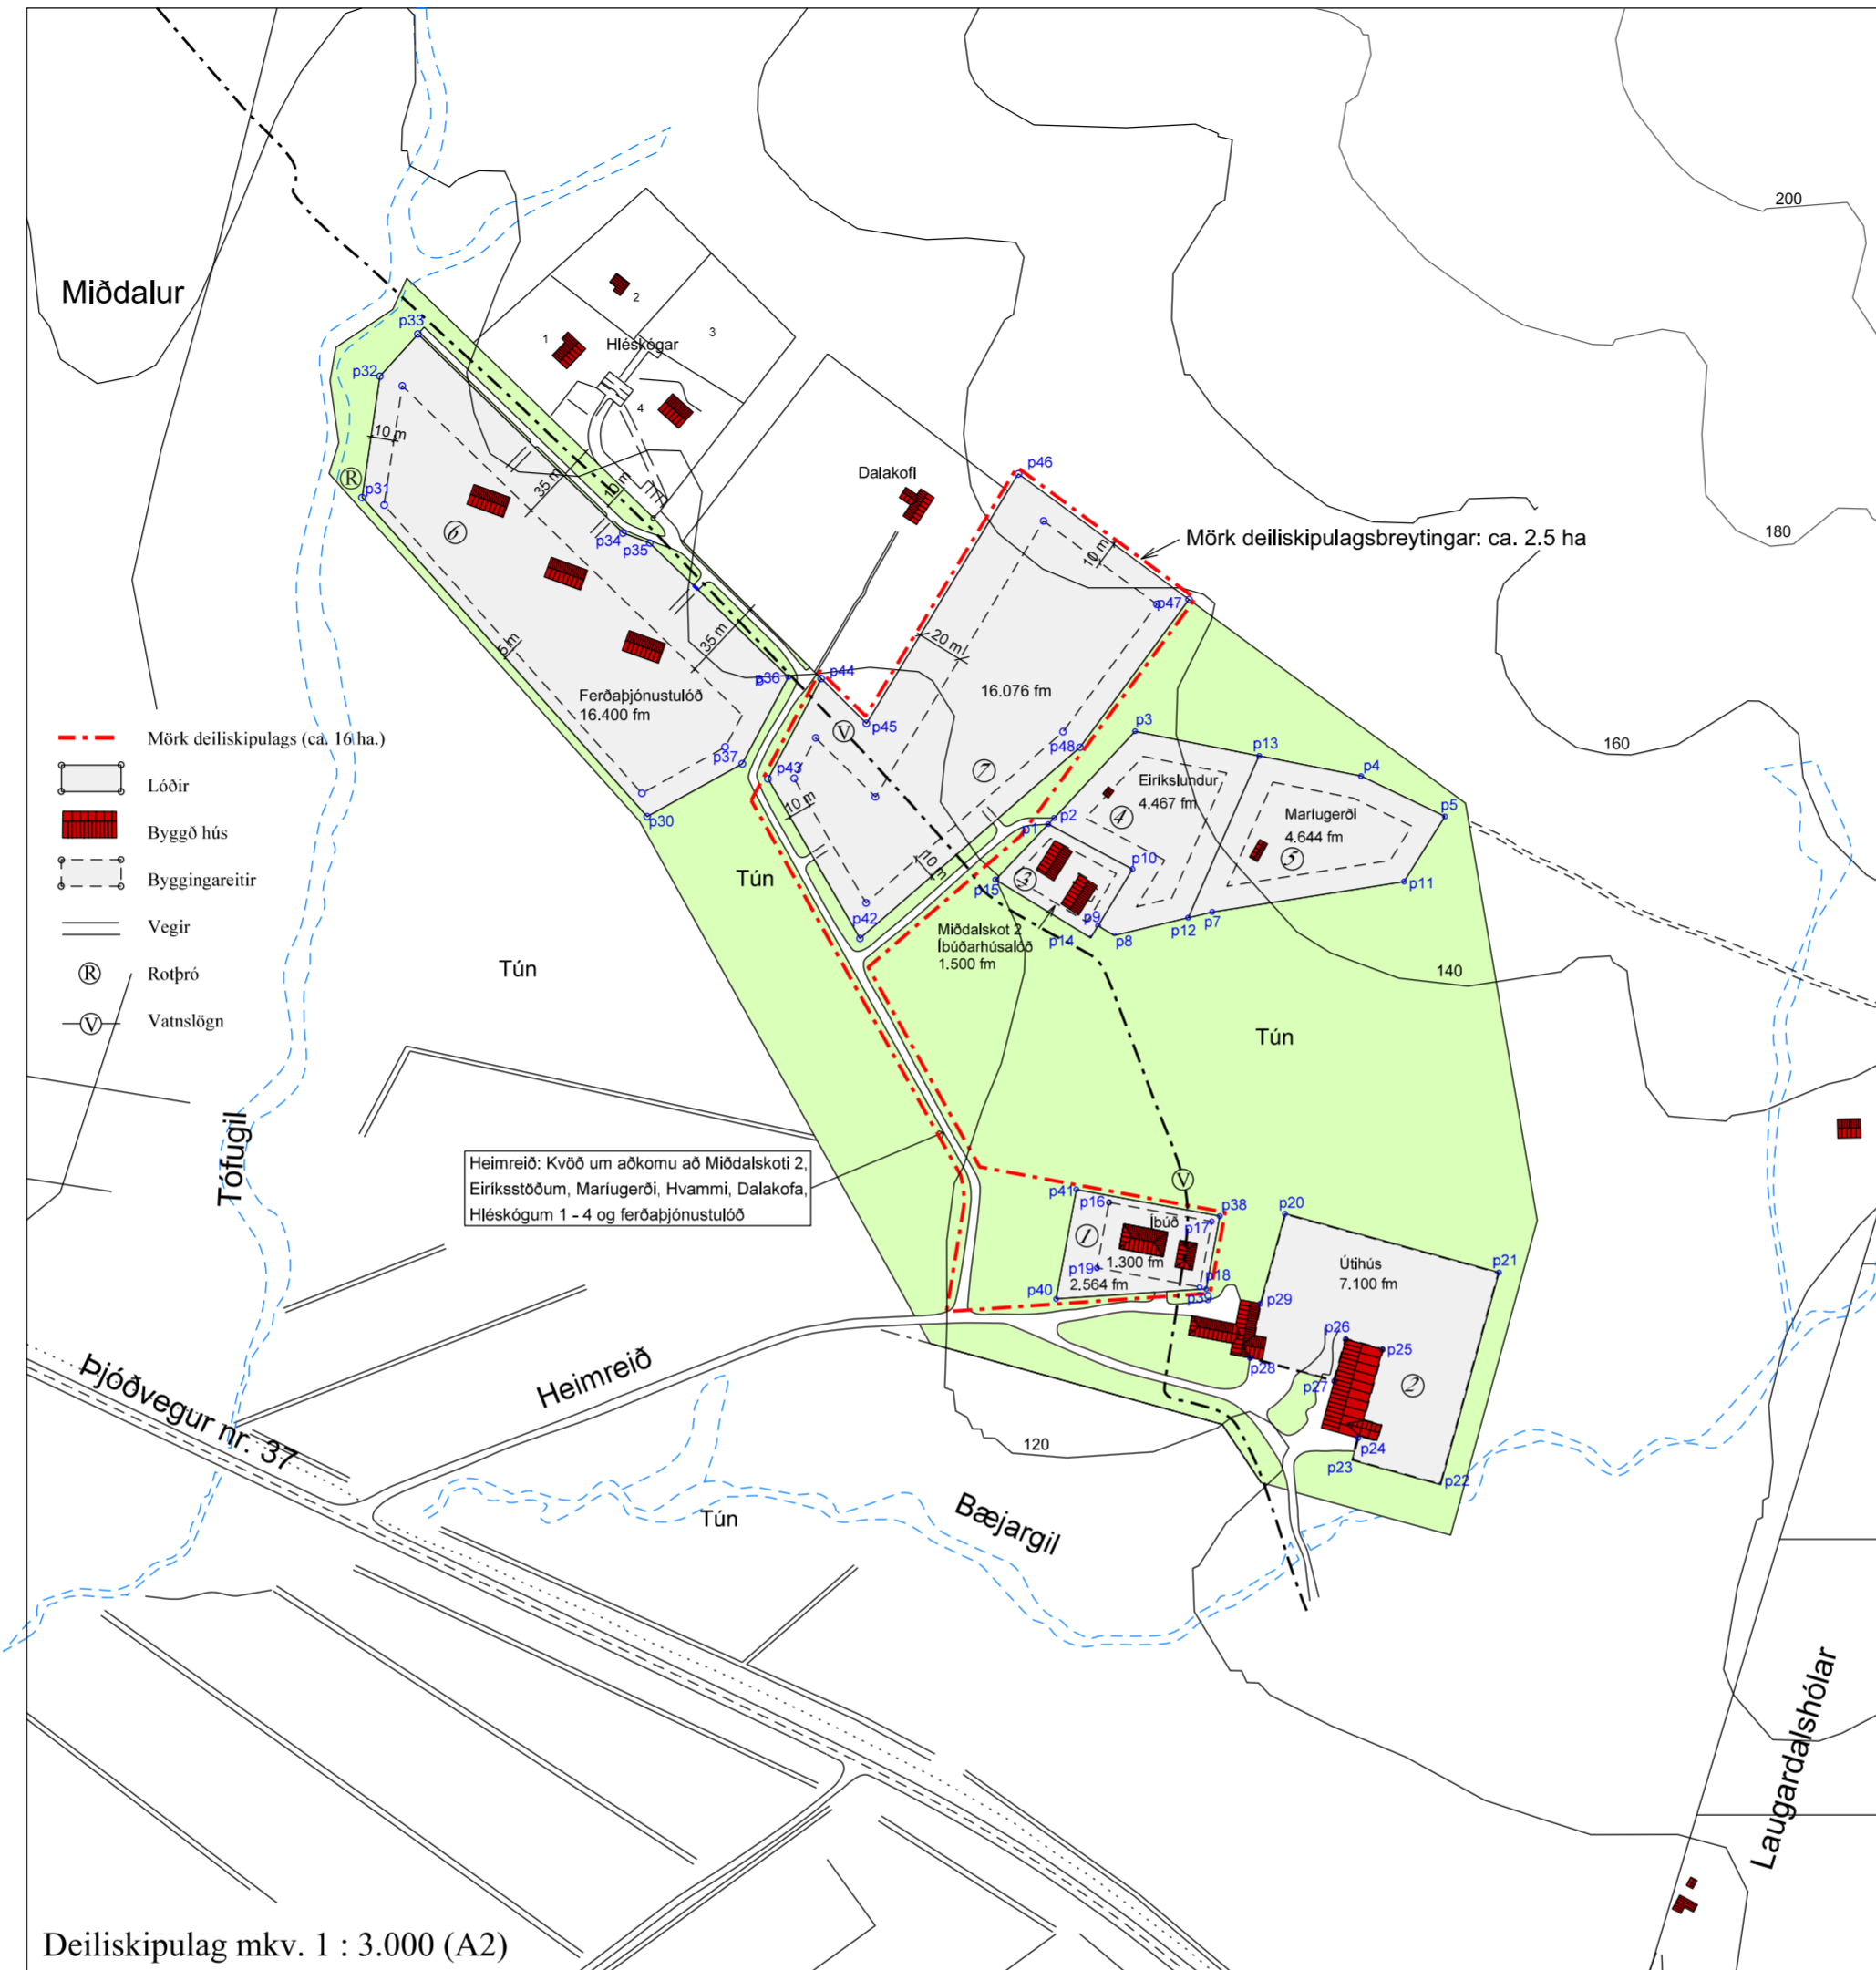 200
Miðdalur
p33
p32
10 m
p31
Ⓡ
6
35 m
10 m
p34
p35
35 m
5 m
Ferðaþjónustulóð
16.400 fm
p36
p37
p30
1
2
3
4
Hléskógar
Dalakofi
p46
Mörk deiliskipulagsbreytingar: ca. 2.5 ha
180
10 m
p47
20 m
16.076 fm
p44
p45
Ⓥ
p48
7
p43
10 m
10 m
p42
160
p3
p13
p4
p5
Eiríkslundur
4.467 fm
4
Maríugerði
4.644 fm
5
p2
p1
p10
p11
3
p15
p9
p8
p12
p7
p14
Miðdalskot 2
Íbúðarhúsalóð
1.500 fm
140
Mörk deiliskipulags (ca. 16 ha.)
Lóðir
Byggð hús
Byggingareitir
Vegir
Ⓡ Rotþró
Ⓥ Vatnslögn
Tún
Tún
Tún
Tófugil
Heimreið: Kvöð um aðkomu að Miðdalskoti 2,
Eiríksstöðum, Maríugerði, Hvammi, Dalakofa,
Hléskógum 1 - 4 og ferðaþjónustulóð
Ⓥ
p41
p16
p38
p17
Íbúð
1
1.300 fm
p19
2.564 fm
p18
p39
p40
p20
p21
Útihús
7.100 fm
p29
p26
p25
p28
p27
2
p24
p23
p22
Þjóðvegur nr. 37
Heimreið
120
Tún
Bæjargil
Laugardalshólar
Deiliskipulag mkv. 1 : 3.000 (A2)